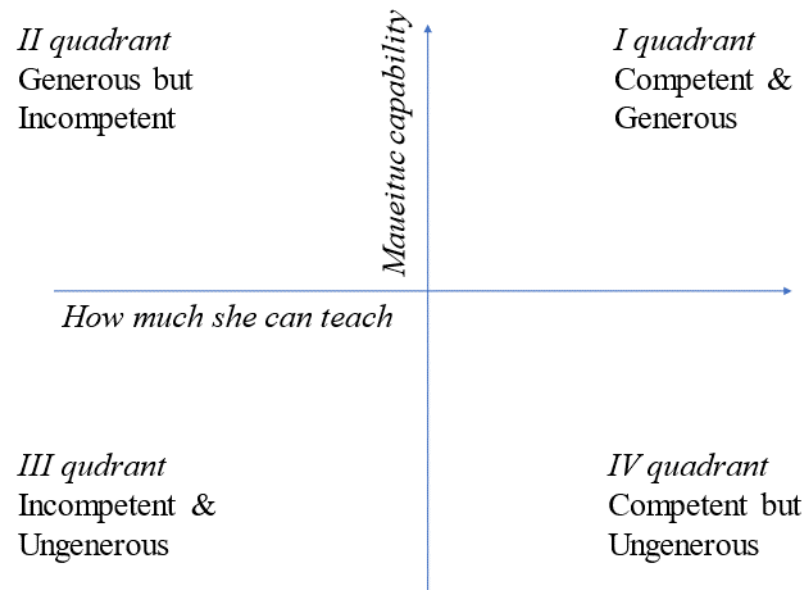 II quadrant
Generous but
Incompetent
Maueituc capability
I quadrant
Competent &
Generous
How much she can teach
III qudrant
Incompetent &
Ungenerous
IV quadrant
Competent but
Ungenerous